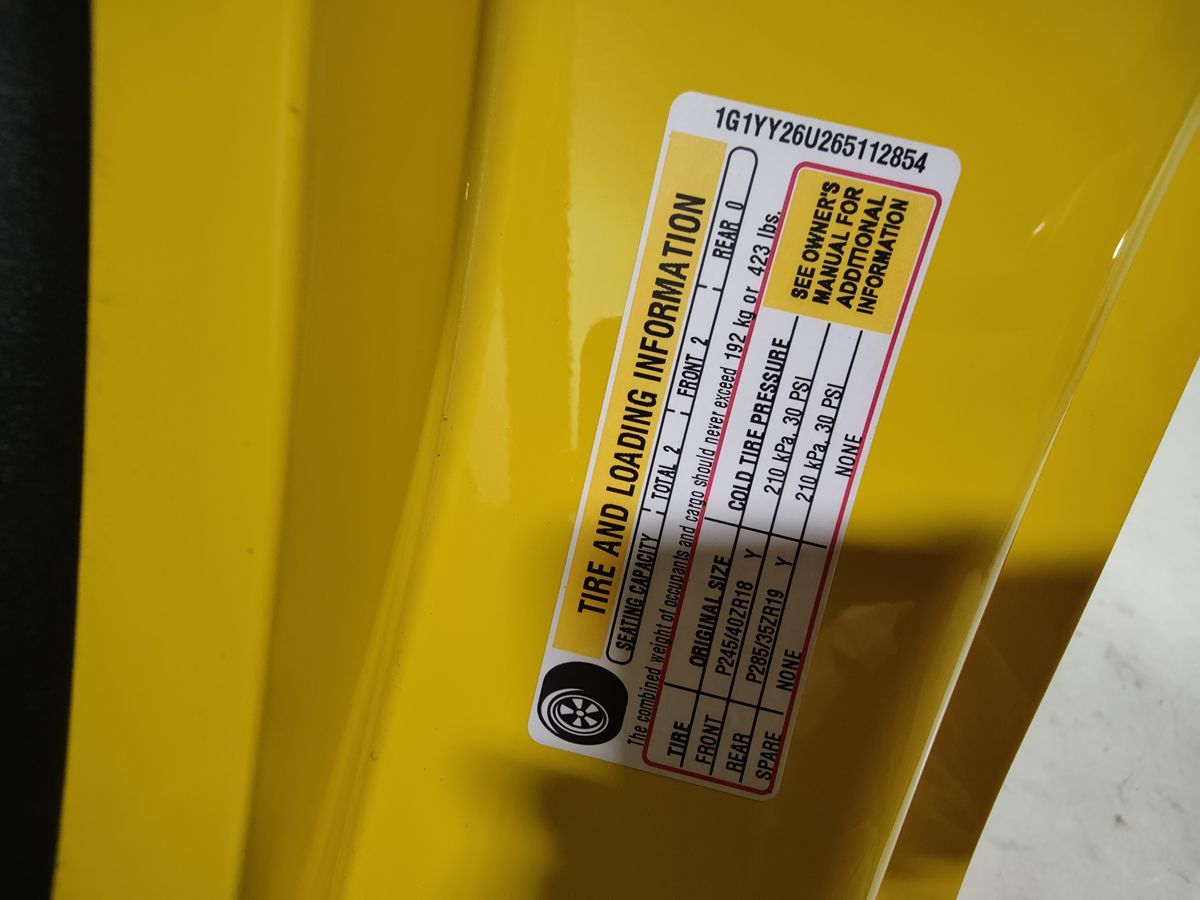 1G1YY26U265112854
TIRE AND LOADING INFORMATION
SEATING CAPACITY TOTAL 2 FRONT 2 REAR 0
The combined weight of occupants and cargo should never exceed 192 kg or 423 lbs.
TIRE ORIGINAL SIZE COLD TIRE PRESSURE
FRONT P245/40ZR18 Y 210 kPa, 30 PSI
REAR P285/35ZR19 Y 210 kPa, 30 PSI
SPARE NONE NONE
SEE OWNER'S
MANUAL FOR
ADDITIONAL
INFORMATION